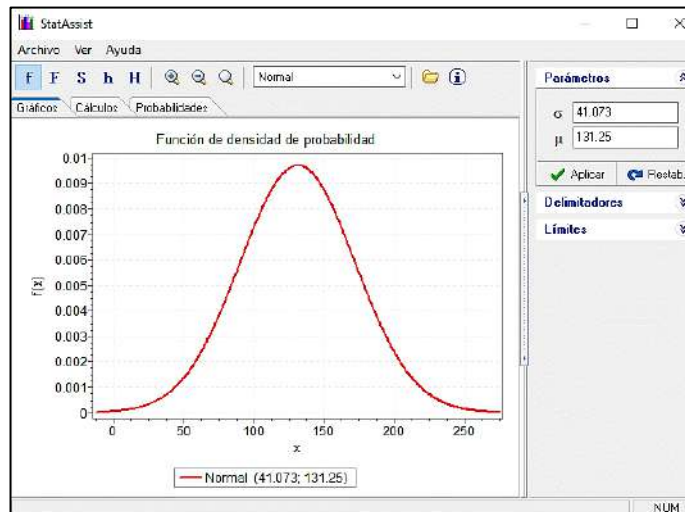 StatAssist
Archivo Ver Ayuda
f F S h H Normal
Gráficos Cálculos Probabilidades
Función de densidad de probabilidad
0.01
0.009
0.008
0.007
0.006
0.005
0.004
0.003
0.002
0.001
0
f(x)
0 50 100 150 200 250
x
Normal (41.073; 131.25)
Parámetros
σ 41.073
μ 131.25
Aplicar Restab.
Delimitadores
Límites
NUM